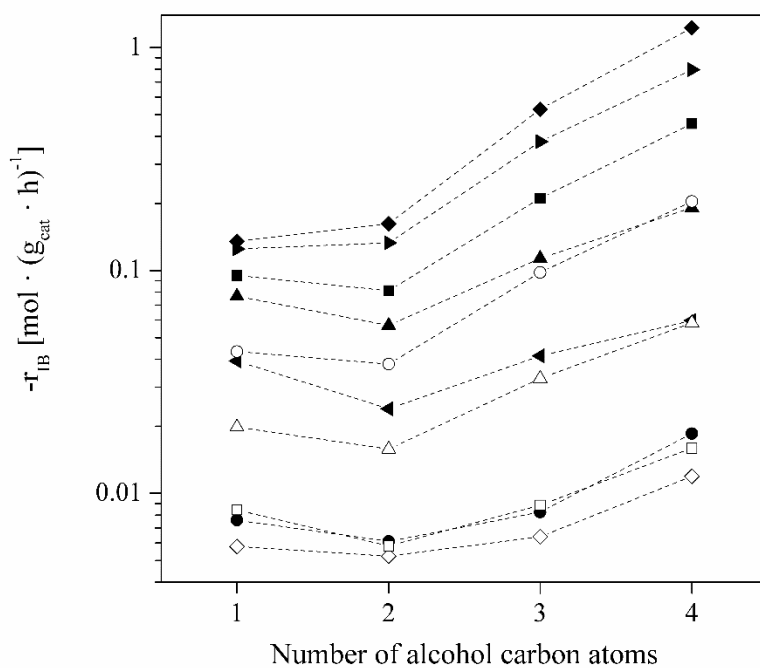 1
0.1
0.01
-r_IB [mol · (g_cat · h)^-1]
1 2 3 4
Number of alcohol carbon atoms